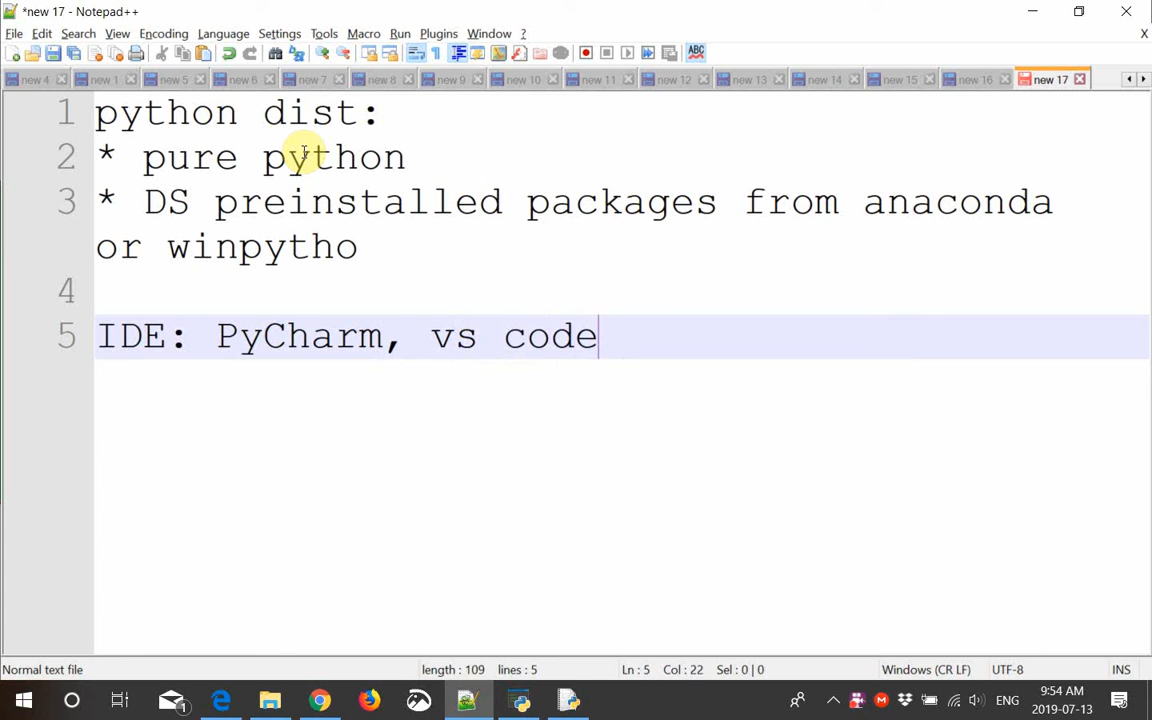 *new 17 - Notepad++
File Edit Search View Encoding Language Settings Tools Macro Run Plugins Window ?
X
ABC
new 4 new 1 new 5 new 6 new 7 new 8 new 9 new 10 new 11 new 12 new 13 new 14 new 15 new 16 new 17
1 python dist:
2 * pure python
3 * DS preinstalled packages from anaconda
or winpytho
4
5 IDE: PyCharm, vs code
Normal text file length : 109 lines : 5 Ln : 5 Col : 22 Sel : 0 | 0 Windows (CR LF) UTF-8 INS
1 ENG 9:54 AM
2019-07-13